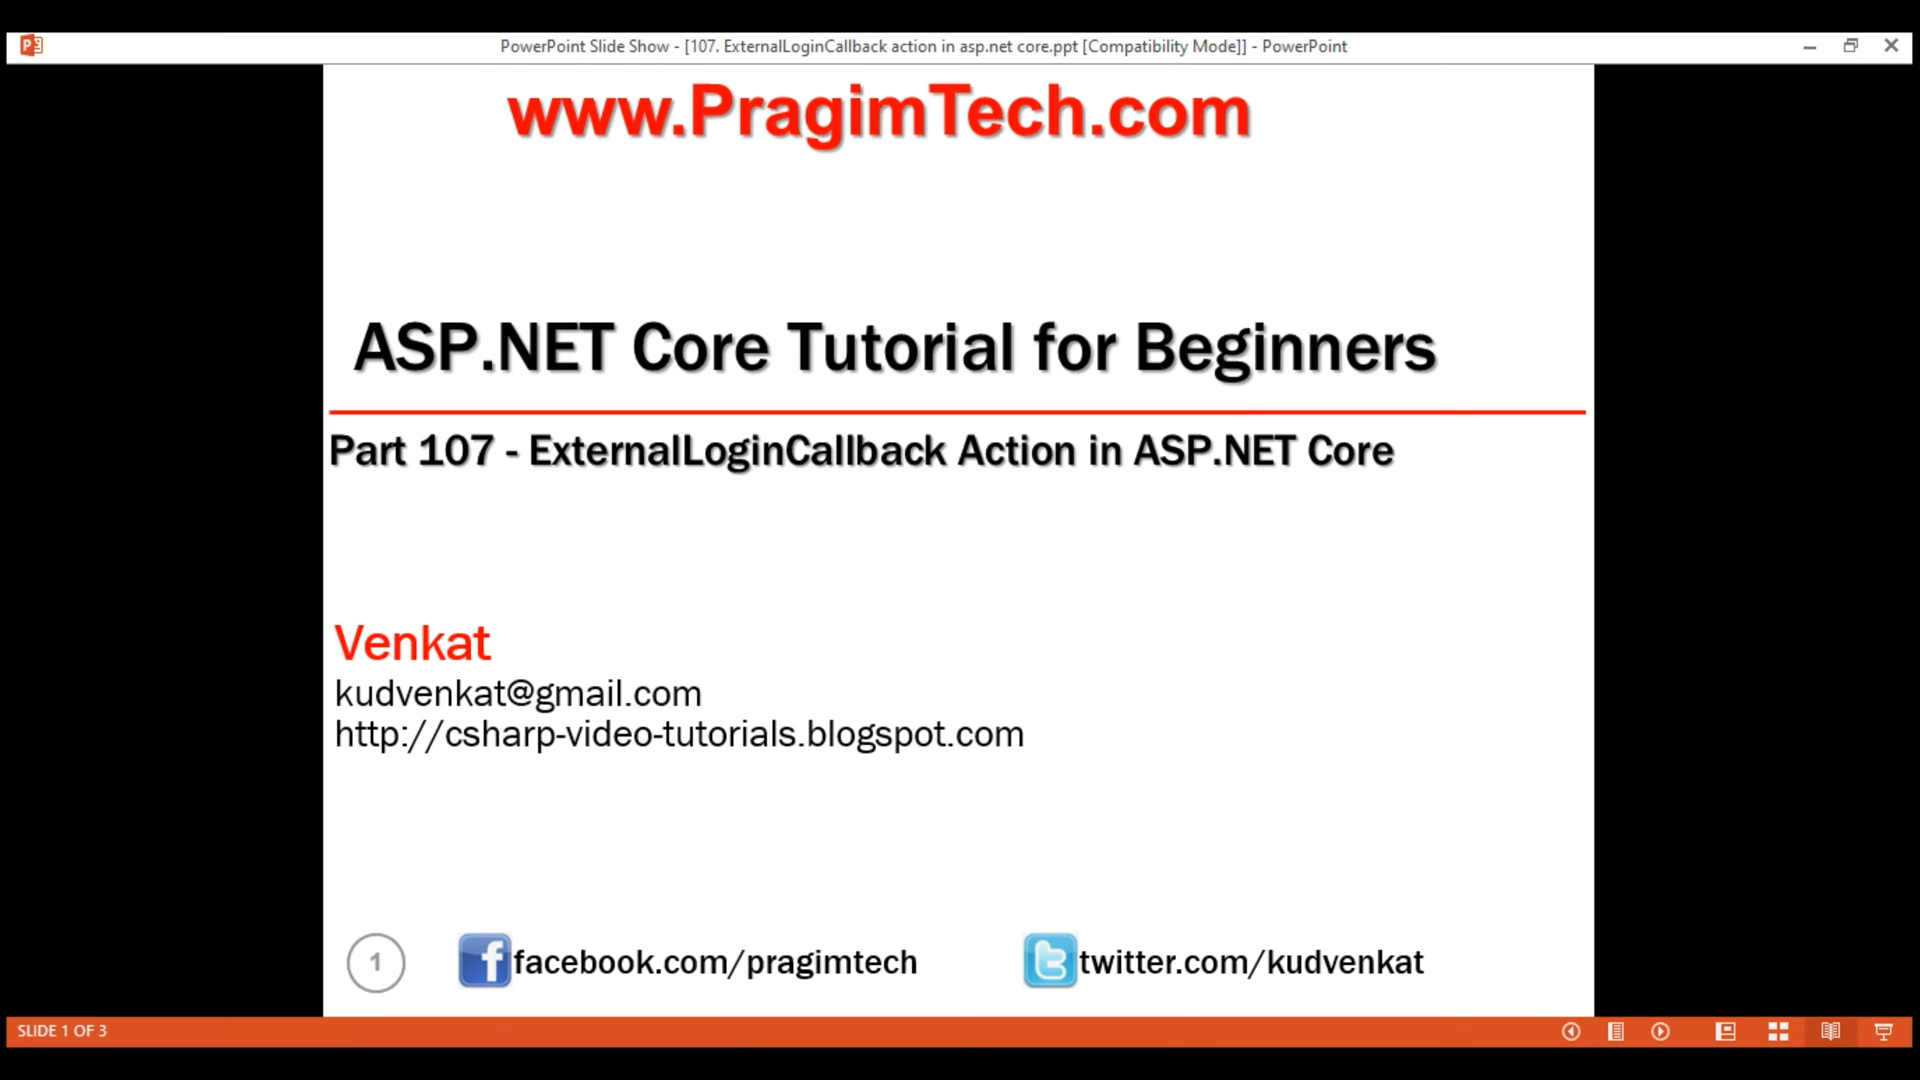 PowerPoint Slide Show - [107. ExternalLoginCallback action in asp.net core.ppt [Compatibility Mode]] - PowerPoint
www.PragimTech.com
ASP.NET Core Tutorial for Beginners
Part 107 - ExternalLoginCallback Action in ASP.NET Core
Venkat
kudvenkat@gmail.com
http://csharp-video-tutorials.blogspot.com
1 facebook.com/pragimtech twitter.com/kudvenkat
SLIDE 1 OF 3